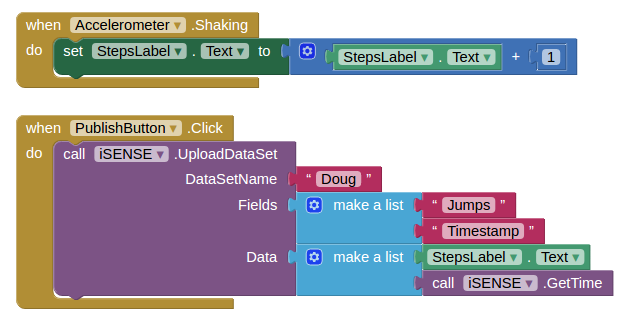 when Accelerometer .Shaking
do set StepsLabel . Text to StepsLabel . Text + 1
when PublishButton .Click
do call iSENSE .UploadDataSet
DataSetName “ Doug ”
Fields make a list “ Jumps ”
“ Timestamp ”
Data make a list StepsLabel . Text
call iSENSE .GetTime